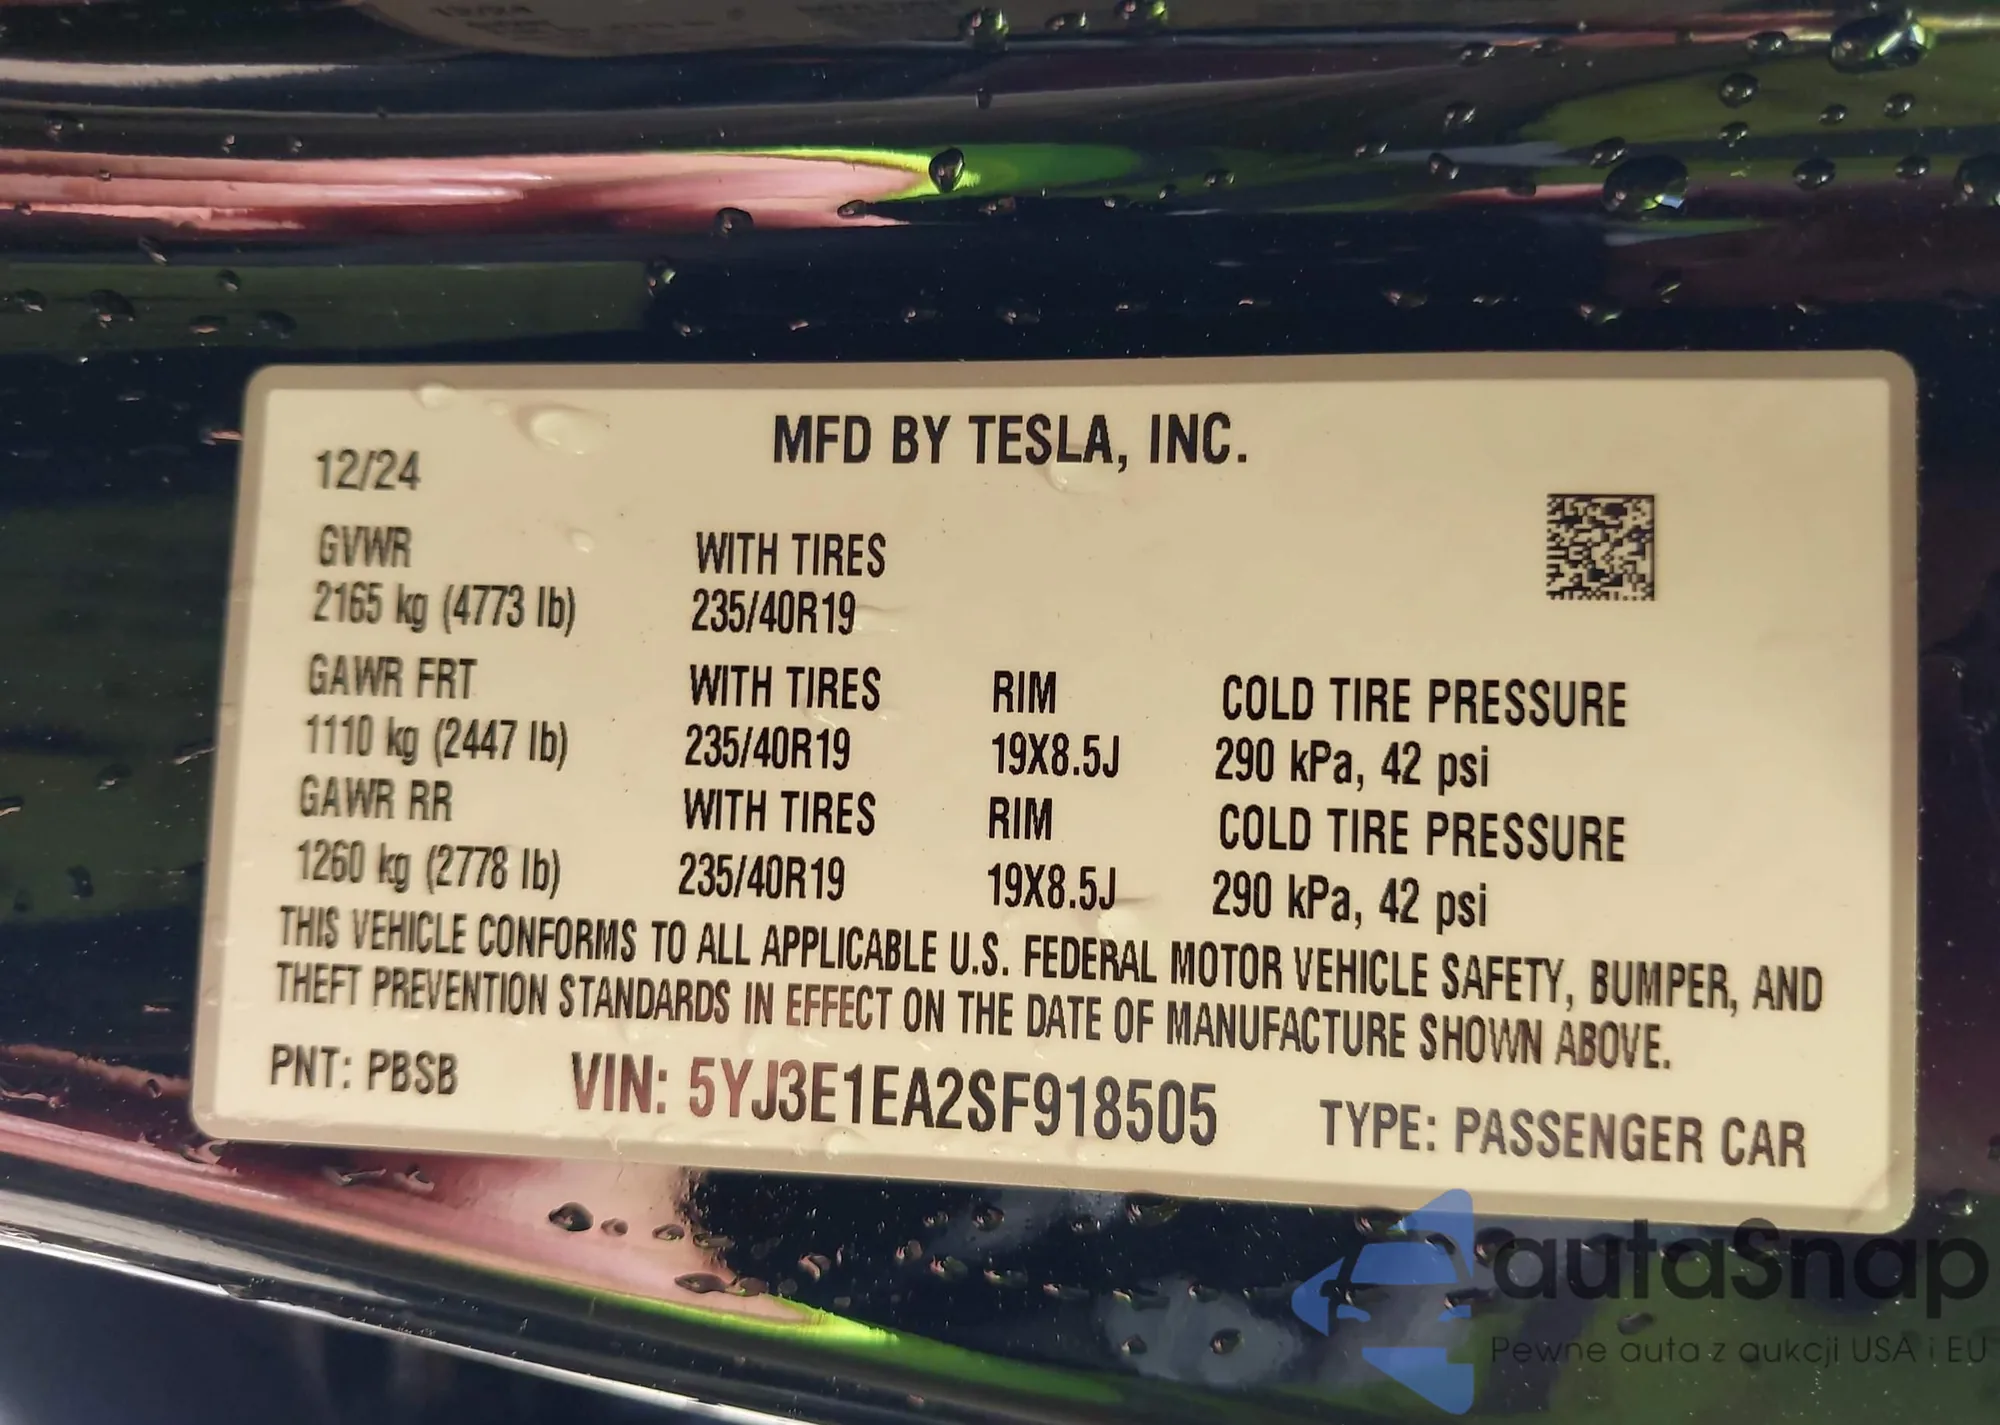 MFD BY TESLA, INC.
12/24
GVWR WITH TIRES
2165 kg (4773 lb) 235/40R19
GAWR FRT WITH TIRES RIM COLD TIRE PRESSURE
1110 kg (2447 lb) 235/40R19 19X8.5J 290 kPa, 42 psi
GAWR RR WITH TIRES RIM COLD TIRE PRESSURE
1260 kg (2778 lb) 235/40R19 19X8.5J 290 kPa, 42 psi
THIS VEHICLE CONFORMS TO ALL APPLICABLE U.S. FEDERAL MOTOR VEHICLE SAFETY, BUMPER, AND
THEFT PREVENTION STANDARDS IN EFFECT ON THE DATE OF MANUFACTURE SHOWN ABOVE.
PNT: PBSB VIN: 5YJ3E1EA2SF918505 TYPE: PASSENGER CAR
autaSnap
Pewne auta z aukcji USA i EU